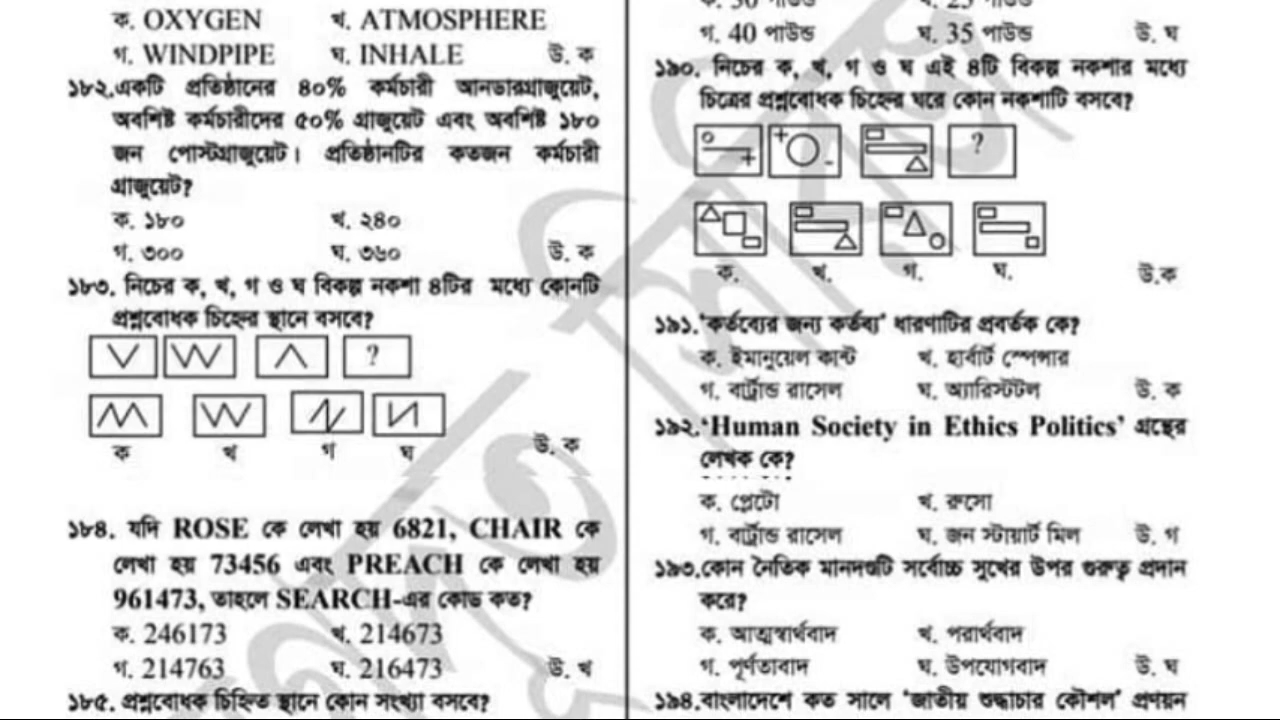 ক. OXYGEN খ. ATMOSPHERE
গ. WINDPIPE ঘ. INHALE উ. ক
১৮২.একটি প্রতিষ্ঠানের ৪০% কর্মচারী আনডারগ্রাজুয়েট,
অবশিষ্ট কর্মচারীদের ৫০% গ্রাজুয়েট এবং অবশিষ্ট ১৮০
জন পোস্টগ্রাজুয়েট। প্রতিষ্ঠানটির কতজন কর্মচারী
গ্রাজুয়েট?
ক. ১৮০ খ. ২৪০
গ. ৩০০ ঘ. ৩৬০ উ. ক
১৮৩. নিচের ক, খ, গ ও ঘ বিকল্প নকশা ৪টির মধ্যে কোনটি
প্রশ্নবোধক চিহ্নের স্থানে বসবে?
?
ক খ গ ঘ উ. ক
১৮৪. যদি ROSE কে লেখা হয় 6821, CHAIR কে
লেখা হয় 73456 এবং PREACH কে লেখা হয়
961473, তাহলে SEARCH-এর কোড কত?
ক. 246173 খ. 214673
গ. 214763 ঘ. 216473 উ. খ
১৮৫. প্রশ্নবোধক চিহ্নিত স্থানে কোন সংখ্যা বসবে?
ক. 30 পাউন্ড খ. 25 পাউন্ড
গ. 40 পাউন্ড ঘ. 35 পাউন্ড উ. ঘ
১৯০. নিচের ক, খ, গ ও ঘ এই ৪টি বিকল্প নকশার মধ্যে
চিত্রের প্রশ্নবোধক চিহ্নের ঘরে কোন নকশাটি বসবে?
?
ক. খ. গ. ঘ. উ.ক
১৯১.'কর্তব্যের জন্য কর্তব্য' ধারণাটির প্রবর্তক কে?
ক. ইমানুয়েল কান্ট খ. হার্বার্ট স্পেন্সার
গ. বার্ট্রান্ড রাসেল ঘ. অ্যারিস্টটল উ. ক
১৯২.‘Human Society in Ethics Politics’ গ্রন্থের
লেখক কে?
ক. প্লেটো খ. রুসো
গ. বার্ট্রান্ড রাসেল ঘ. জন স্টুয়ার্ট মিল উ. গ
১৯৩.কোন নৈতিক মানদণ্ডটি সর্বোচ্চ সুখের উপর গুরুত্ব প্রদান
করে?
ক. আত্মস্বার্থবাদ খ. পরার্থবাদ
গ. পূর্ণতাবাদ ঘ. উপযোগবাদ উ. ঘ
১৯৪.বাংলাদেশে কত সালে ‘জাতীয় শুদ্ধাচার কৌশল’ প্রণয়ন